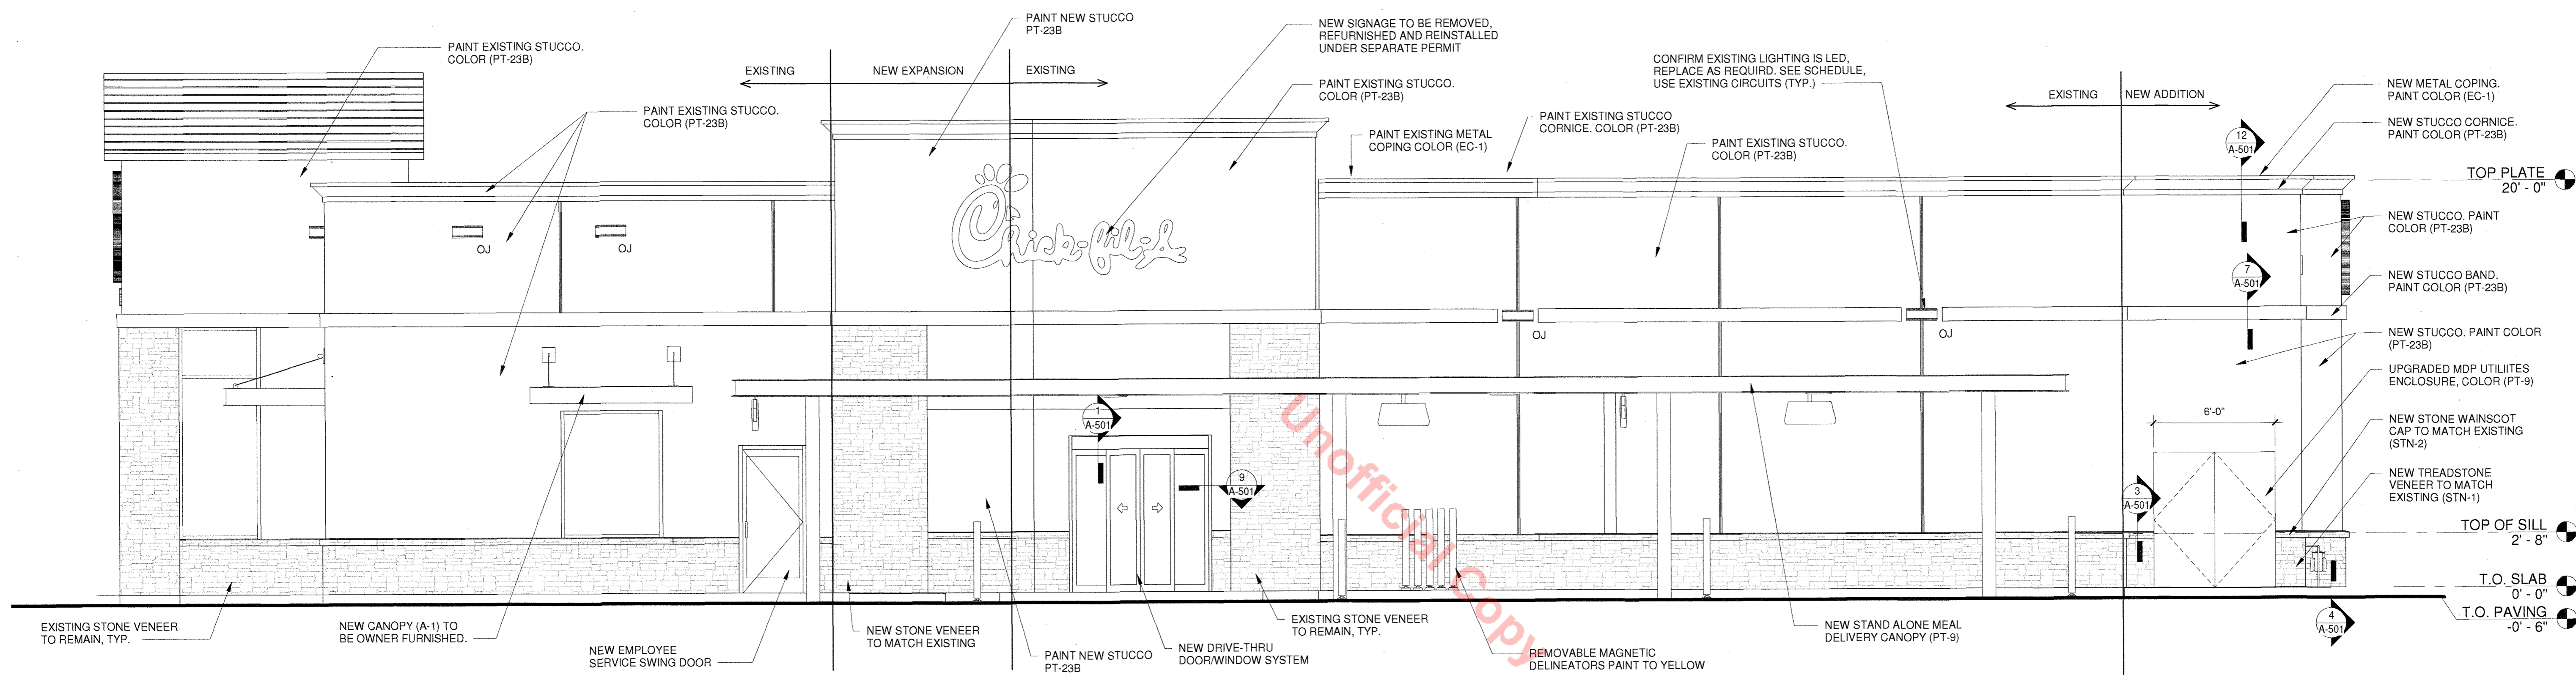 PAINT EXISTING STUCCO.
COLOR (PT-23B)
PAINT EXISTING STUCCO.
COLOR (PT-23B)
EXISTING
NEW EXPANSION
EXISTING
PAINT NEW STUCCO
PT-23B
NEW SIGNAGE TO BE REMOVED,
REFURNISHED AND REINSTALLED
UNDER SEPARATE PERMIT
PAINT EXISTING STUCCO.
COLOR (PT-23B)
PAINT EXISTING METAL
COPING COLOR (EC-1)
PAINT EXISTING STUCCO
CORNICE. COLOR (PT-23B)
CONFIRM EXISTING LIGHTING IS LED,
REPLACE AS REQUIRD. SEE SCHEDULE,
USE EXISTING CIRCUITS (TYP.)
PAINT EXISTING STUCCO.
COLOR (PT-23B)
EXISTING
NEW ADDITION
12
A-501
NEW METAL COPING.
PAINT COLOR (EC-1)
NEW STUCCO CORNICE.
PAINT COLOR (PT-23B)
TOP PLATE
20' - 0"
NEW STUCCO. PAINT
COLOR (PT-23B)
7
A-501
NEW STUCCO BAND.
PAINT COLOR (PT-23B)
NEW STUCCO. PAINT COLOR
(PT-23B)
UPGRADED MDP UTILIITES
ENCLOSURE, COLOR (PT-9)
6'-0"
NEW STONE WAINSCOT
CAP TO MATCH EXISTING
(STN-2)
NEW TREADSTONE
VENEER TO MATCH
EXISTING (STN-1)
TOP OF SILL
2' - 8"
T.O. SLAB
0' - 0"
T.O. PAVING
-0' - 6"
OJ
OJ
Chick-fil-A
OJ
OJ
1
A-501
9
A-501
3
A-501
4
A-501
Unofficial Copy
EXISTING STONE VENEER
TO REMAIN, TYP.
NEW CANOPY (A-1) TO
BE OWNER FURNISHED.
NEW EMPLOYEE
SERVICE SWING DOOR
NEW STONE VENEER
TO MATCH EXISTING
PAINT NEW STUCCO
PT-23B
NEW DRIVE-THRU
DOOR/WINDOW SYSTEM
EXISTING STONE VENEER
TO REMAIN, TYP.
REMOVABLE MAGNETIC
DELINEATORS PAINT TO YELLOW
NEW STAND ALONE MEAL
DELIVERY CANOPY (PT-9)